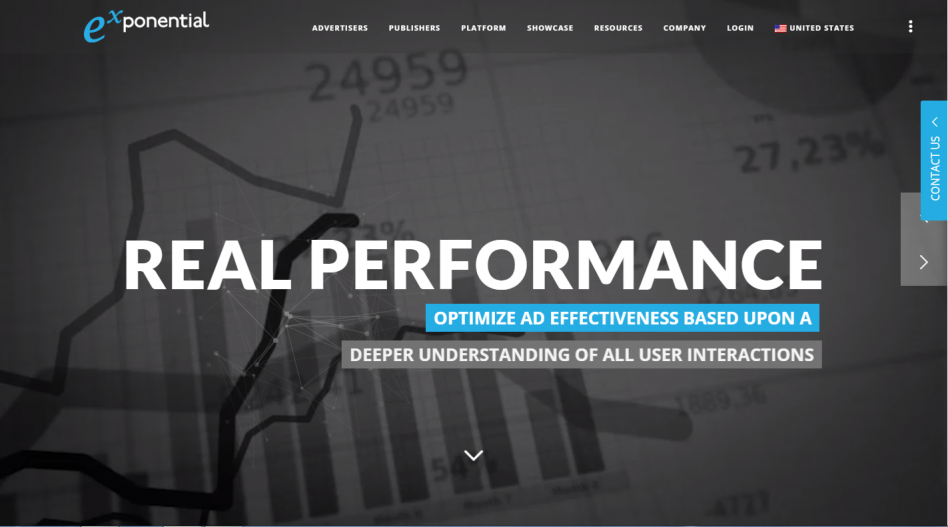 exponential
ADVERTISERS PUBLISHERS PLATFORM SHOWCASE RESOURCES COMPANY LOGIN UNITED STATES
24959
24959
27,23%
CONTACT US
REAL PERFORMANCE
OPTIMIZE AD EFFECTIVENESS BASED UPON A
DEEPER UNDERSTANDING OF ALL USER INTERACTIONS
1889.36
-4727